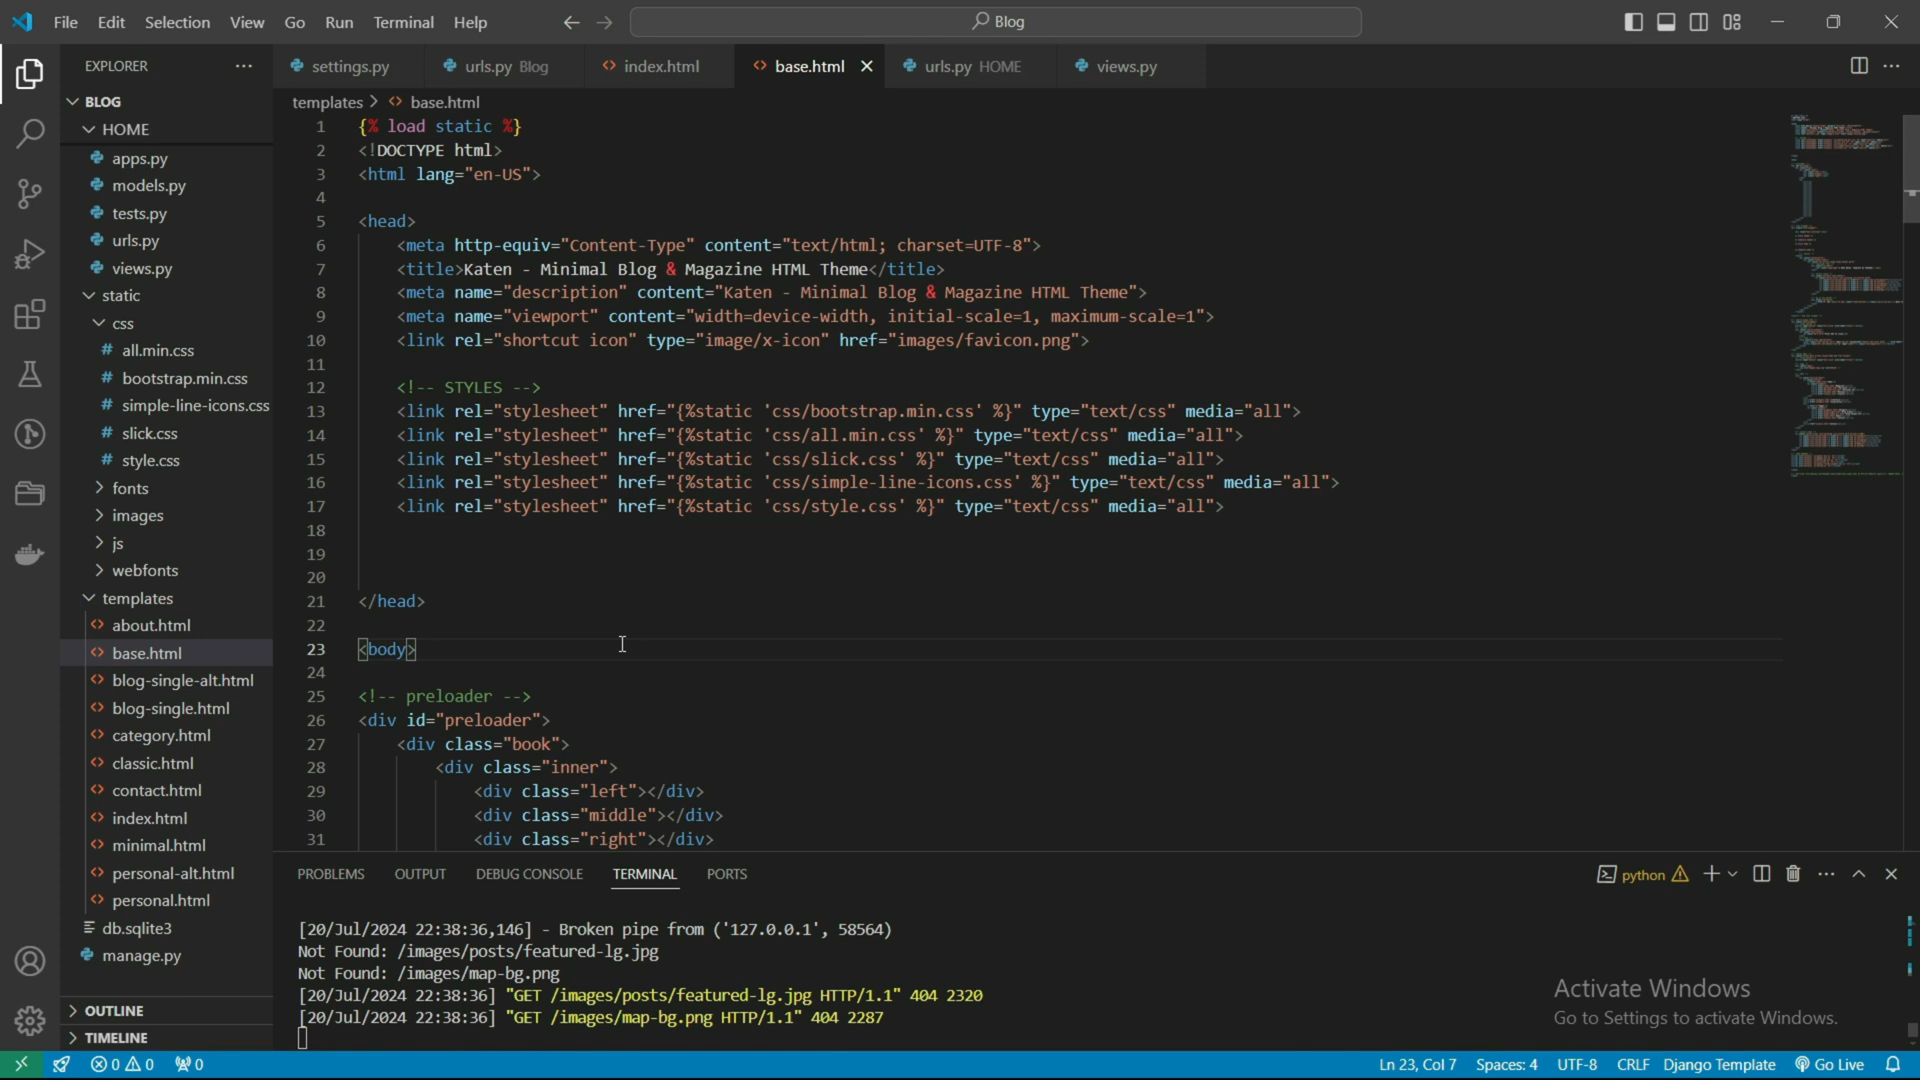 File Edit Selection View Go Run Terminal Help
Blog
EXPLORER
BLOG
HOME
apps.py
models.py
tests.py
urls.py
views.py
static
css
all.min.css
bootstrap.min.css
simple-line-icons.css
slick.css
style.css
fonts
images
js
webfonts
templates
about.html
base.html
blog-single-alt.html
blog-single.html
category.html
classic.html
contact.html
index.html
minimal.html
personal-alt.html
personal.html
db.sqlite3
manage.py
OUTLINE
TIMELINE
settings.py urls.py Blog index.html base.html urls.py HOME views.py
templates > base.html
1 {% load static %}
2 <!DOCTYPE html>
3 <html lang="en-US">
4
5 <head>
6 <meta http-equiv="Content-Type" content="text/html; charset=UTF-8">
7 <title>Katen - Minimal Blog & Magazine HTML Theme</title>
8 <meta name="description" content="Katen - Minimal Blog & Magazine HTML Theme">
9 <meta name="viewport" content="width=device-width, initial-scale=1, maximum-scale=1">
10 <link rel="shortcut icon" type="image/x-icon" href="images/favicon.png">
11
12 <!-- STYLES -->
13 <link rel="stylesheet" href="{%static 'css/bootstrap.min.css' %}" type="text/css" media="all">
14 <link rel="stylesheet" href="{%static 'css/all.min.css' %}" type="text/css" media="all">
15 <link rel="stylesheet" href="{%static 'css/slick.css' %}" type="text/css" media="all">
16 <link rel="stylesheet" href="{%static 'css/simple-line-icons.css' %}" type="text/css" media="all">
17 <link rel="stylesheet" href="{%static 'css/style.css' %}" type="text/css" media="all">
18
19
20
21 </head>
22
23 <body>
24
25 <!-- preloader -->
26 <div id="preloader">
27 <div class="book">
28 <div class="inner">
29 <div class="left"></div>
30 <div class="middle"></div>
31 <div class="right"></div>
PROBLEMS OUTPUT DEBUG CONSOLE TERMINAL PORTS
python
[20/Jul/2024 22:38:36,146] - Broken pipe from ('127.0.0.1', 58564)
Not Found: /images/posts/featured-lg.jpg
Not Found: /images/map-bg.png
[20/Jul/2024 22:38:36] "GET /images/posts/featured-lg.jpg HTTP/1.1" 404 2320
[20/Jul/2024 22:38:36] "GET /images/map-bg.png HTTP/1.1" 404 2287
Activate Windows
Go to Settings to activate Windows.
0 0 0 Ln 23, Col 7 Spaces: 4 UTF-8 CRLF Django Template Go Live